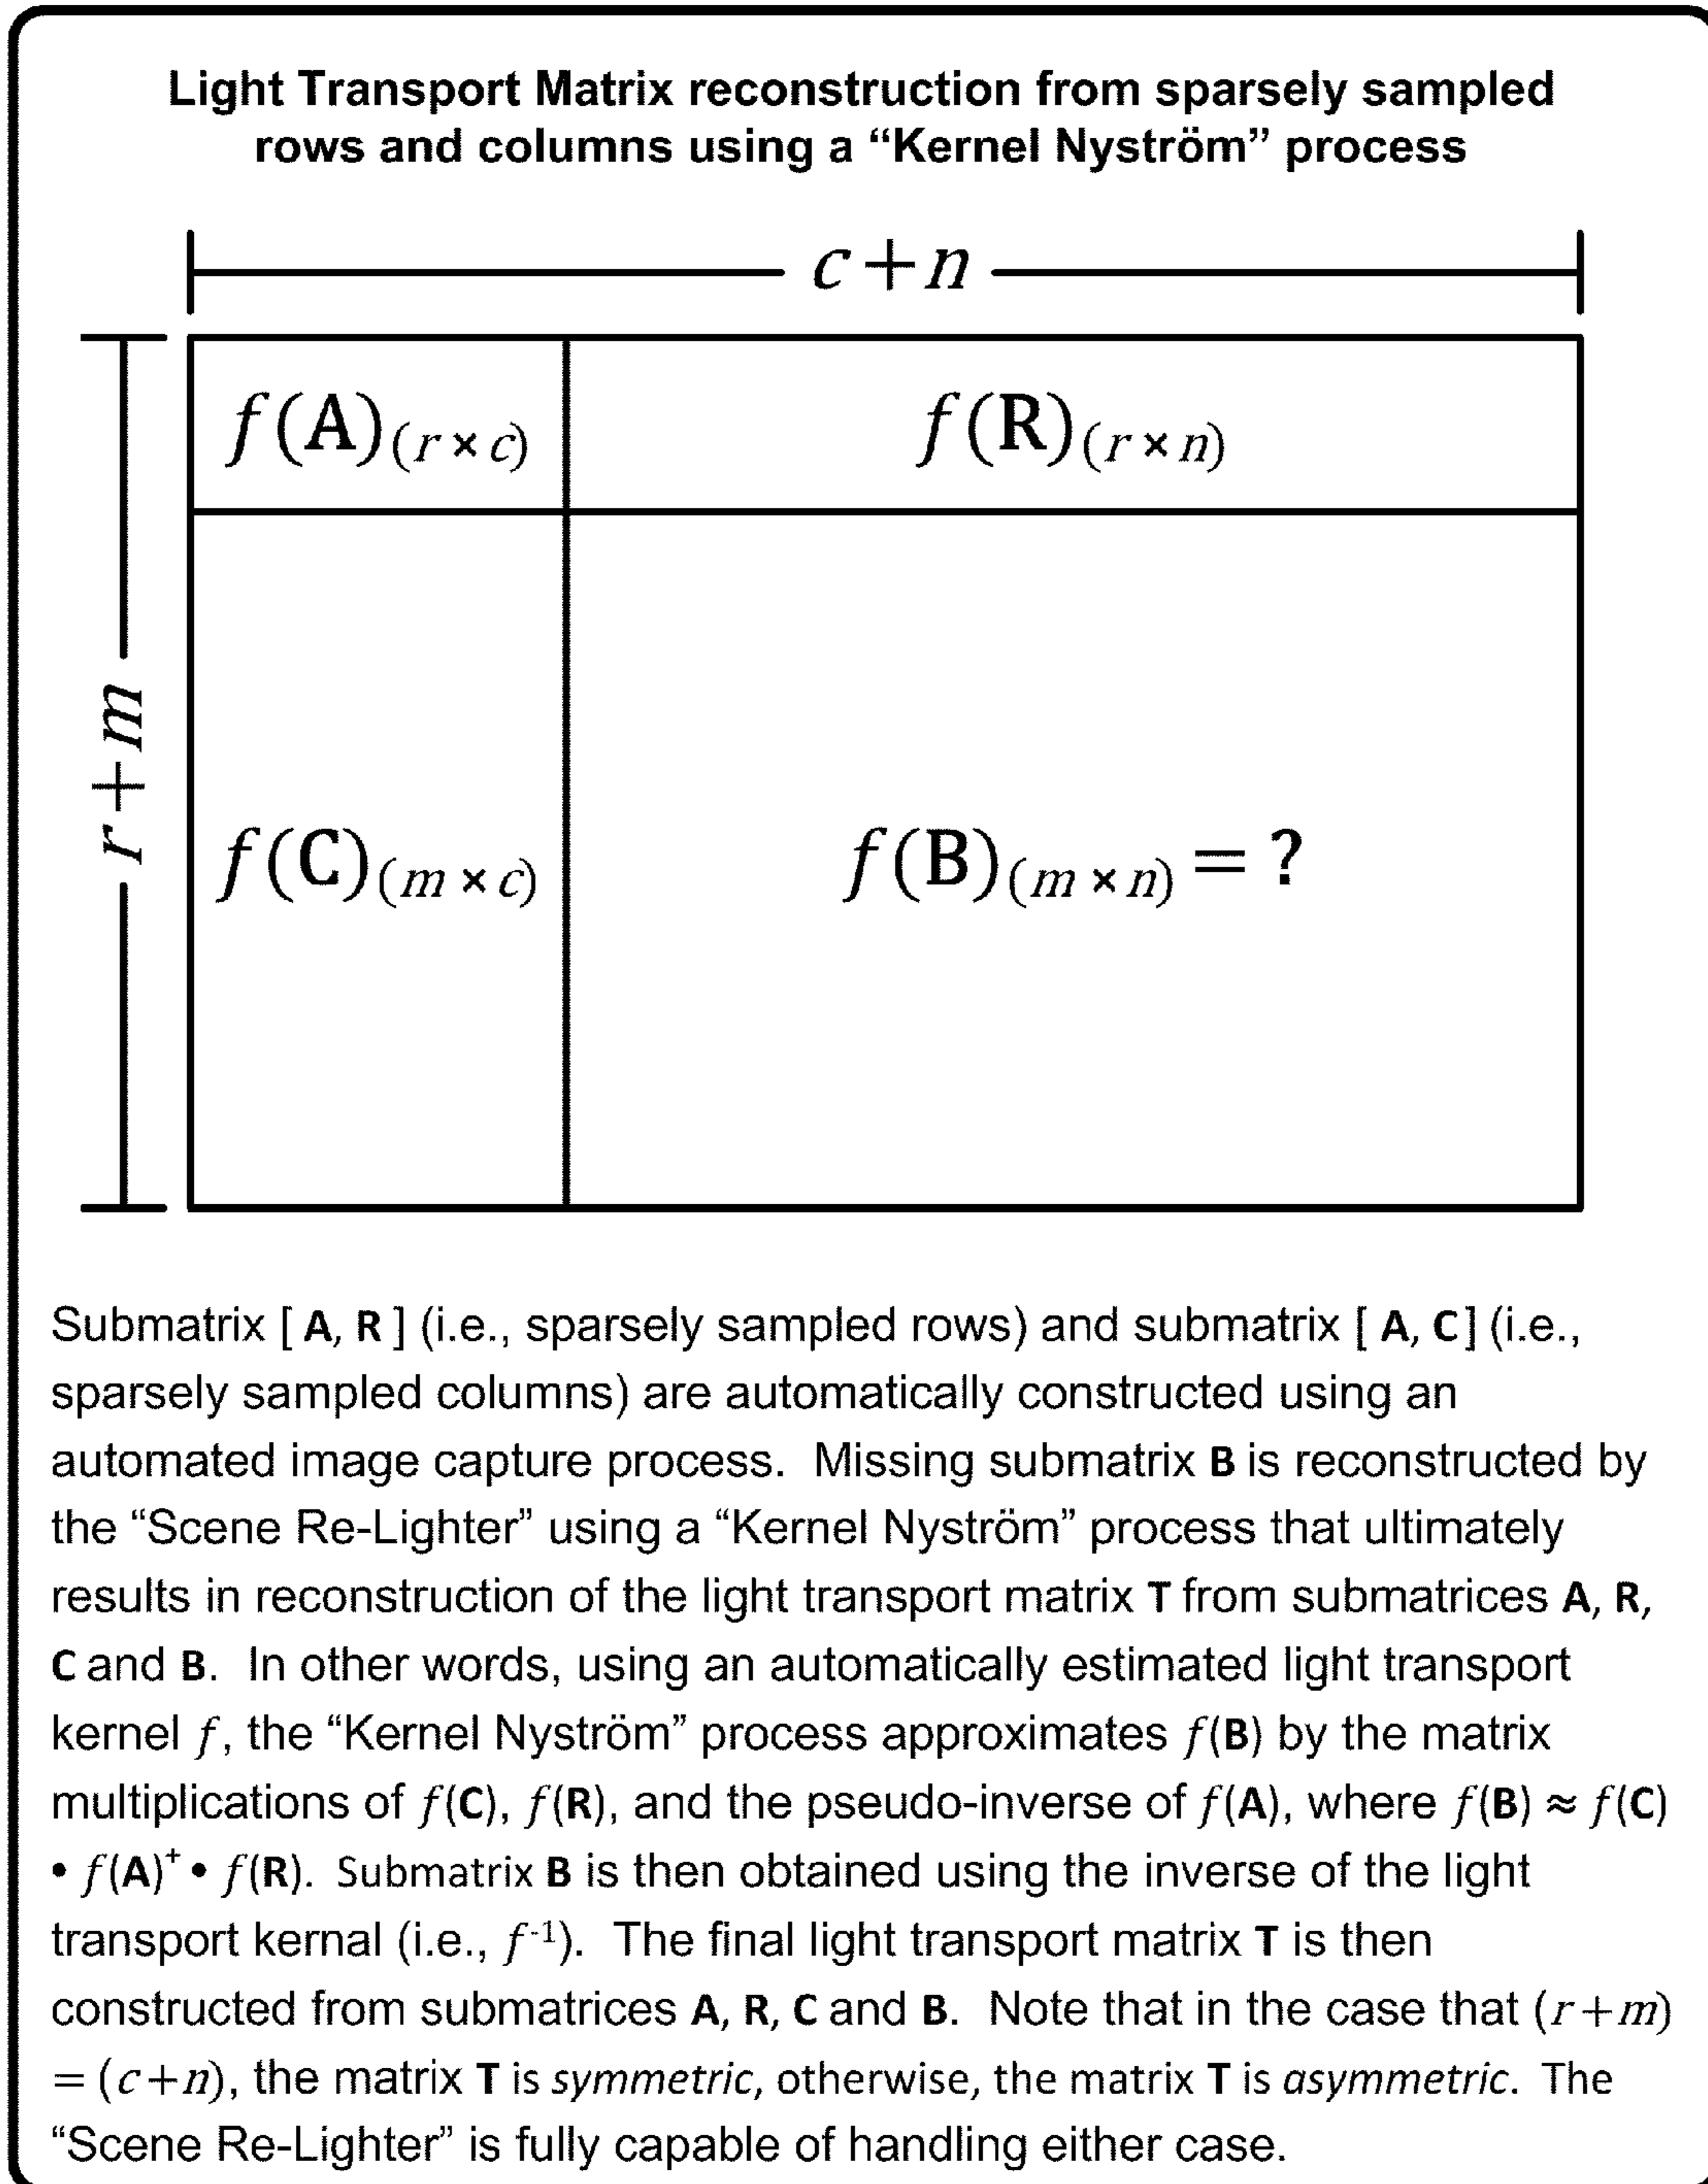 Light Transport Matrix reconstruction from sparsely sampled
rows and columns using a “Kernel Nyström” process
c+n
r+m
f(A)(r × c)
f(R)(r × n)
f(C)(m × c)
f(B)(m × n) = ?
Submatrix [ A, R ] (i.e., sparsely sampled rows) and submatrix [ A, C] (i.e.,
sparsely sampled columns) are automatically constructed using an
automated image capture process. Missing submatrix B is reconstructed by
the “Scene Re-Lighter” using a “Kernel Nyström” process that ultimately
results in reconstruction of the light transport matrix T from submatrices A, R,
C and B. In other words, using an automatically estimated light transport
kernel f, the “Kernel Nyström” process approximates f(B) by the matrix
multiplications of f(C), f(R), and the pseudo-inverse of f(A), where f(B) ≈ f(C)
• f(A)⁺ • f(R). Submatrix B is then obtained using the inverse of the light
transport kernal (i.e., f⁻¹). The final light transport matrix T is then
constructed from submatrices A, R, C and B. Note that in the case that (r+m)
= (c+n), the matrix T is symmetric, otherwise, the matrix T is asymmetric. The
“Scene Re-Lighter” is fully capable of handling either case.